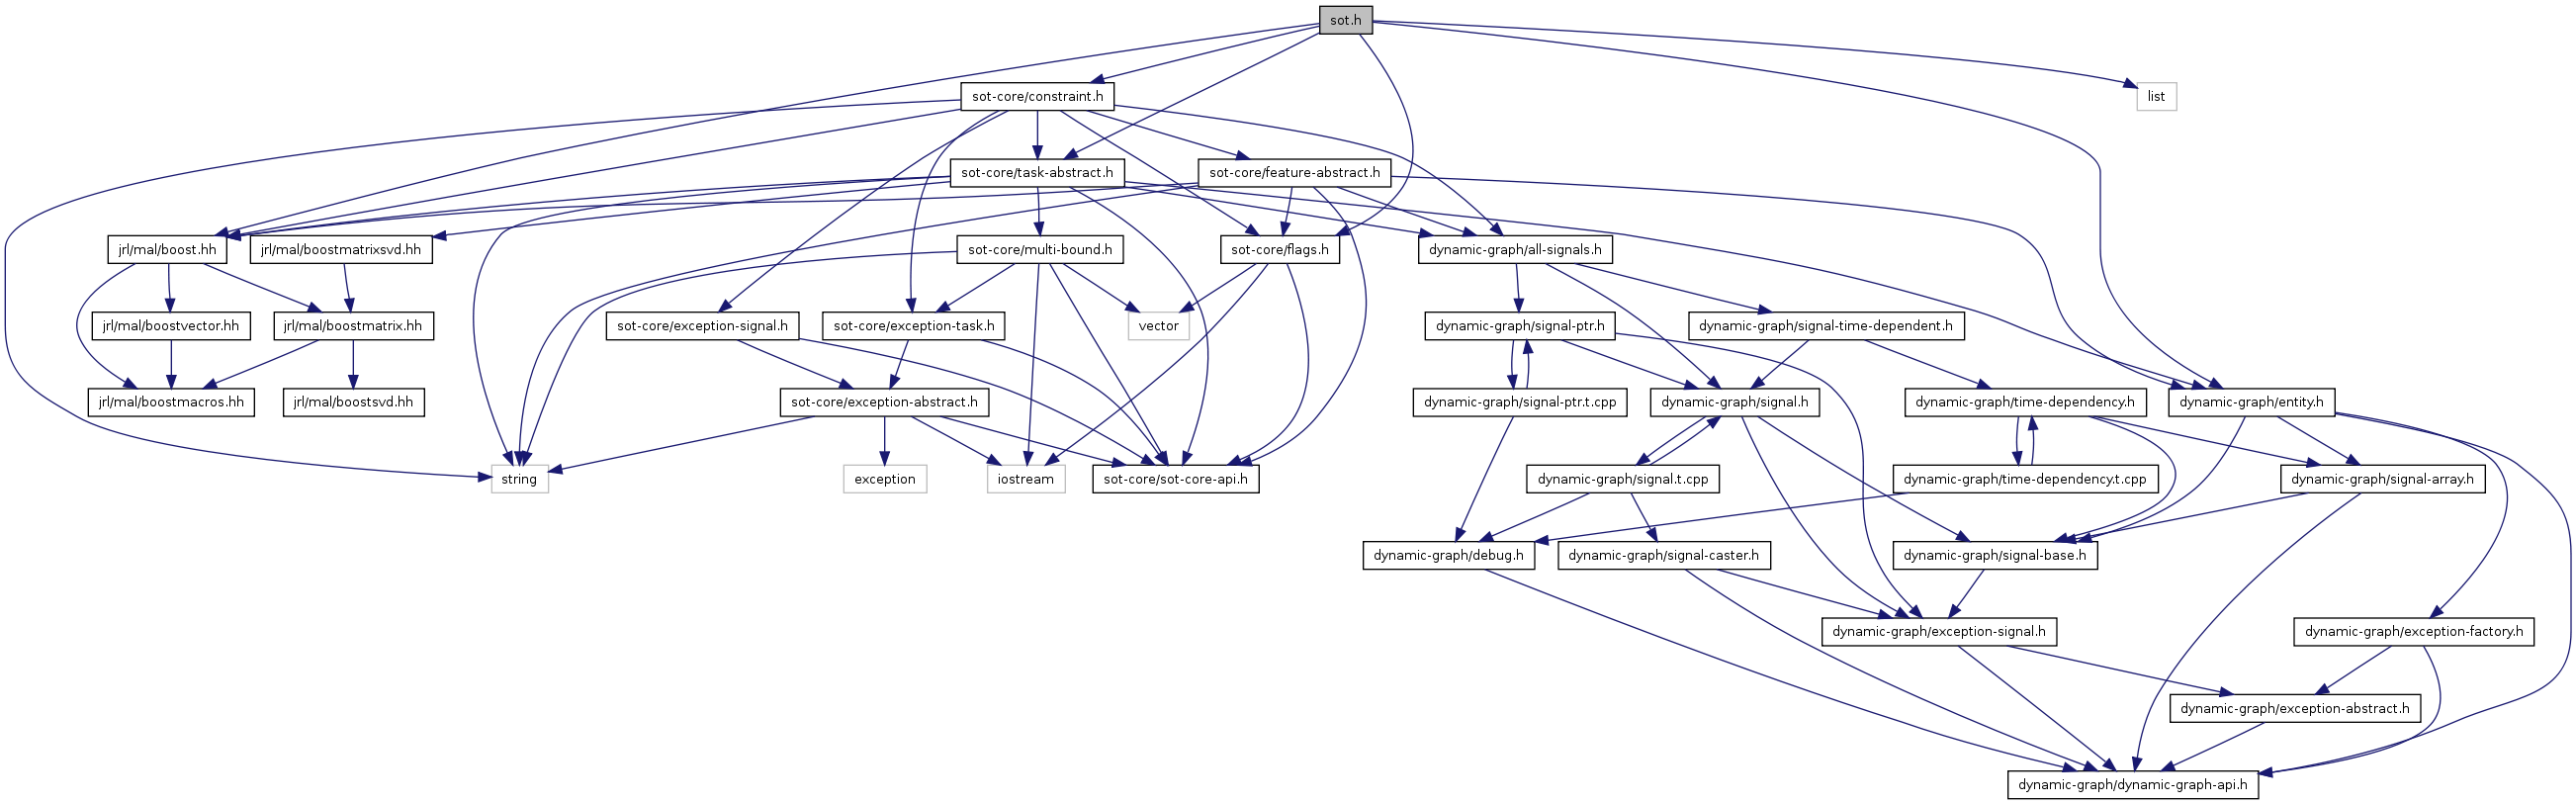 sot.h
sot-core/constraint.h
list
sot-core/task-abstract.h
sot-core/feature-abstract.h
jrl/mal/boost.hh
jrl/mal/boostmatrixsvd.hh
sot-core/multi-bound.h
sot-core/flags.h
dynamic-graph/all-signals.h
jrl/mal/boostvector.hh
jrl/mal/boostmatrix.hh
sot-core/exception-signal.h
sot-core/exception-task.h
vector
dynamic-graph/signal-ptr.h
dynamic-graph/signal-time-dependent.h
jrl/mal/boostmacros.hh
jrl/mal/boostsvd.hh
sot-core/exception-abstract.h
dynamic-graph/signal-ptr.t.cpp
dynamic-graph/signal.h
dynamic-graph/time-dependency.h
dynamic-graph/entity.h
string
exception
iostream
sot-core/sot-core-api.h
dynamic-graph/signal.t.cpp
dynamic-graph/time-dependency.t.cpp
dynamic-graph/signal-array.h
dynamic-graph/debug.h
dynamic-graph/signal-caster.h
dynamic-graph/signal-base.h
dynamic-graph/exception-signal.h
dynamic-graph/exception-factory.h
dynamic-graph/exception-abstract.h
dynamic-graph/dynamic-graph-api.h